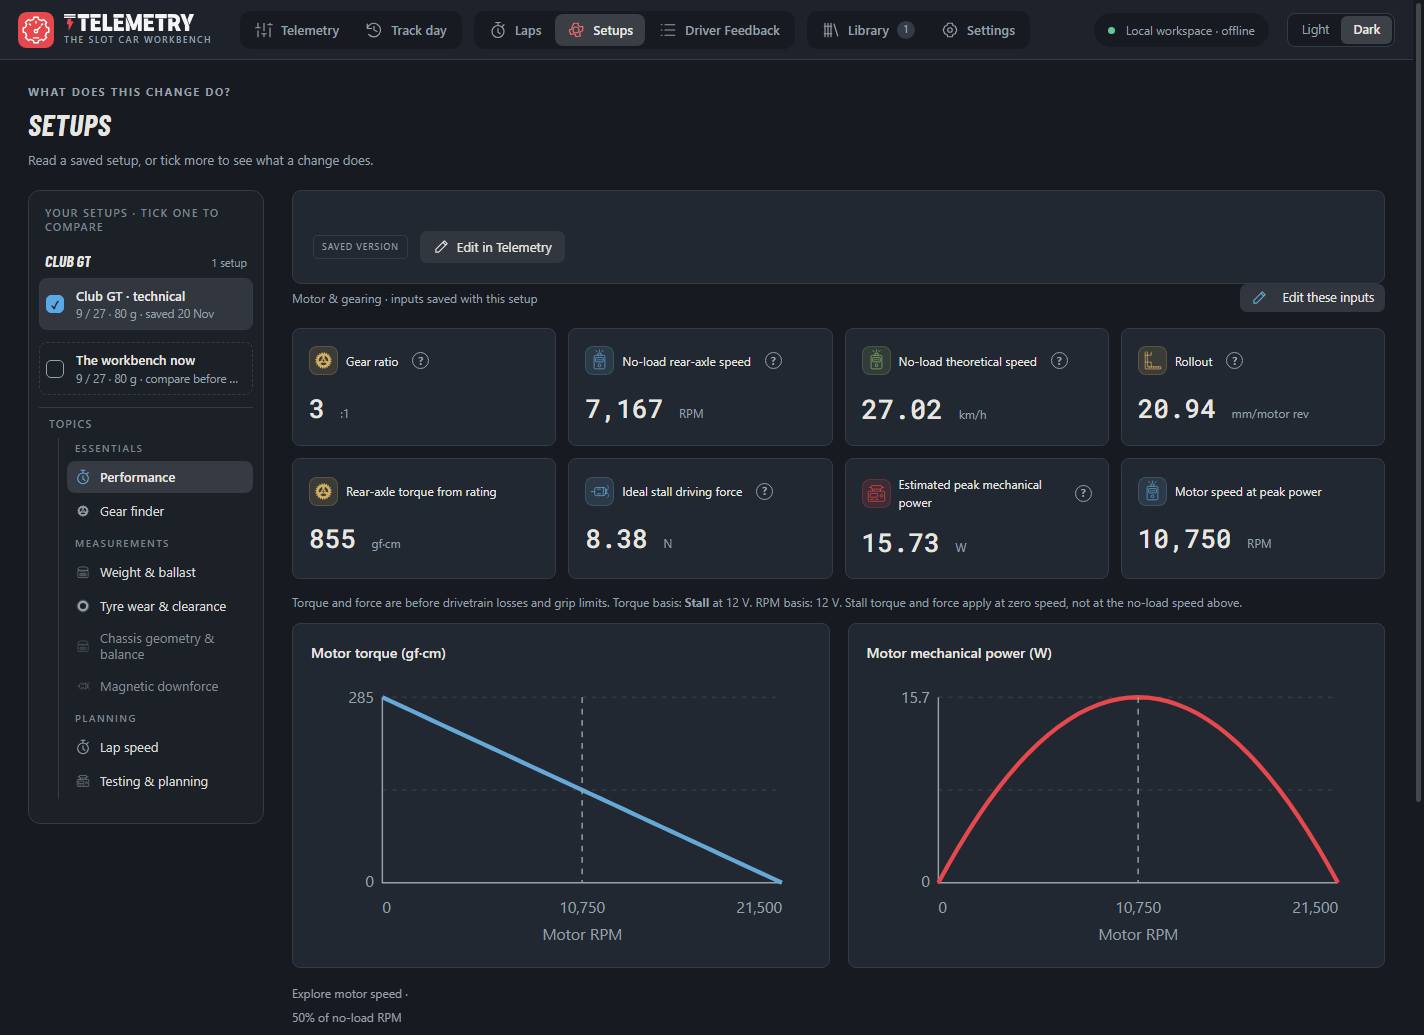 TELEMETRY
THE SLOT CAR WORKBENCH
Telemetry
Track day
Laps
Setups
Driver Feedback
Library 1
Settings
Local workspace · offline
Light
Dark
WHAT DOES THIS CHANGE DO?
SETUPS
Read a saved setup, or tick more to see what a change does.
YOUR SETUPS · TICK ONE TO
COMPARE
CLUB GT
1 setup
Club GT · technical
9 / 27 · 80 g · saved 20 Nov
The workbench now
9 / 27 · 80 g · compare before ...
TOPICS
ESSENTIALS
Performance
Gear finder
MEASUREMENTS
Weight & ballast
Tyre wear & clearance
Chassis geometry &
balance
Magnetic downforce
PLANNING
Lap speed
Testing & planning
SAVED VERSION
Edit in Telemetry
Motor & gearing · inputs saved with this setup
Edit these inputs
Gear ratio ?
3 :1
No-load rear-axle speed ?
7,167 RPM
No-load theoretical speed ?
27.02 km/h
Rollout ?
20.94 mm/motor rev
Rear-axle torque from rating
855 gf·cm
Ideal stall driving force ?
8.38 N
Estimated peak mechanical
power
?
15.73 W
Motor speed at peak power
10,750 RPM
Torque and force are before drivetrain losses and grip limits. Torque basis: Stall at 12 V. RPM basis: 12 V. Stall torque and force apply at zero speed, not at the no-load speed above.
Motor torque (gf·cm)
285
0
0
10,750
21,500
Motor RPM
Motor mechanical power (W)
15.7
0
0
10,750
21,500
Motor RPM
Explore motor speed ·
50% of no-load RPM